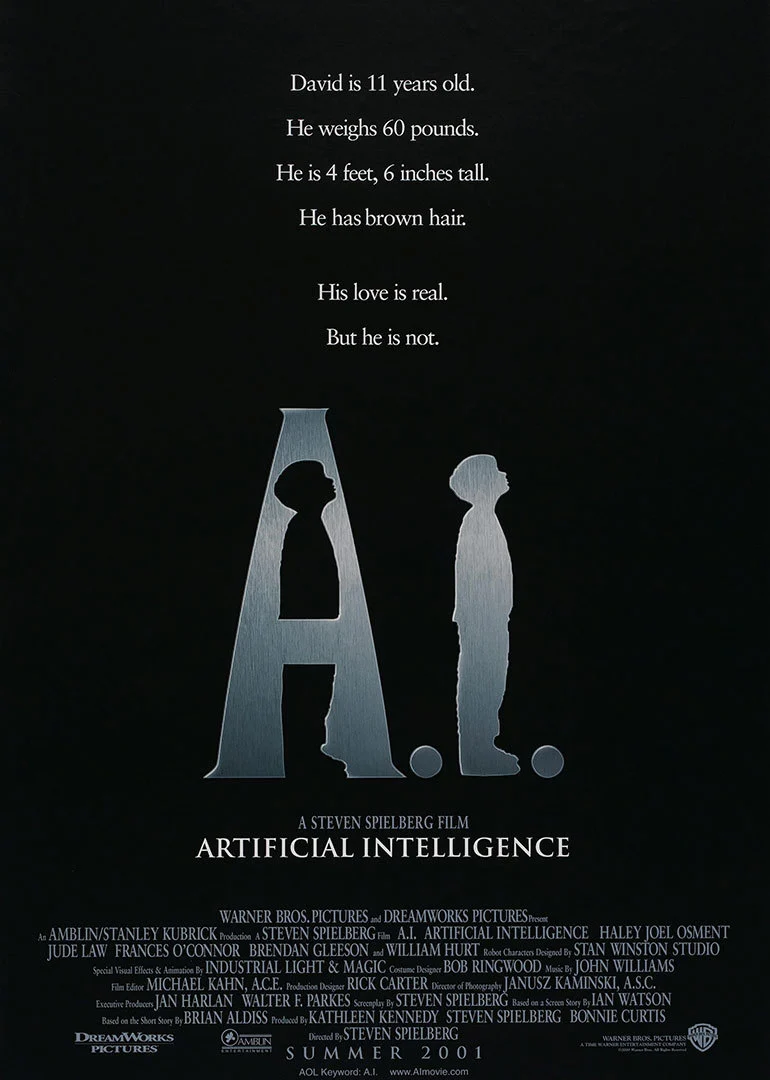 David is 11 years old.
He weighs 60 pounds.
He is 4 feet, 6 inches tall.
He has brown hair.
His love is real.
But he is not.
A.I.
A STEVEN SPIELBERG FILM
ARTIFICIAL INTELLIGENCE
WARNER BROS. PICTURES and DREAMWORKS PICTURES Present
An AMBLIN/STANLEY KUBRICK Production A STEVEN SPIELBERG Film A.I. ARTIFICIAL INTELLIGENCE HALEY JOEL OSMENT
JUDE LAW FRANCES O'CONNOR BRENDAN GLEESON and WILLIAM HURT Robot Characters Designed By STAN WINSTON STUDIO
Special Visual Effects & Animation By INDUSTRIAL LIGHT & MAGIC Costume Designer BOB RINGWOOD Music By JOHN WILLIAMS
Film Editor MICHAEL KAHN, A.C.E. Production Designer RICK CARTER Director of Photography JANUSZ KAMINSKI, A.S.C.
Executive Producers JAN HARLAN WALTER F. PARKES Screenplay By STEVEN SPIELBERG Based on a Screen Story By IAN WATSON
Based on the Short Story By BRIAN ALDISS Produced By KATHLEEN KENNEDY STEVEN SPIELBERG BONNIE CURTIS
Directed By STEVEN SPIELBERG
DREAMWORKS
PICTURES
AMBLIN
ENTERTAINMENT
SUMMER 2001
WARNER BROS. PICTURES
A TIME WARNER ENTERTAINMENT COMPANY
AOL Keyword: A.I. www.AImovie.com